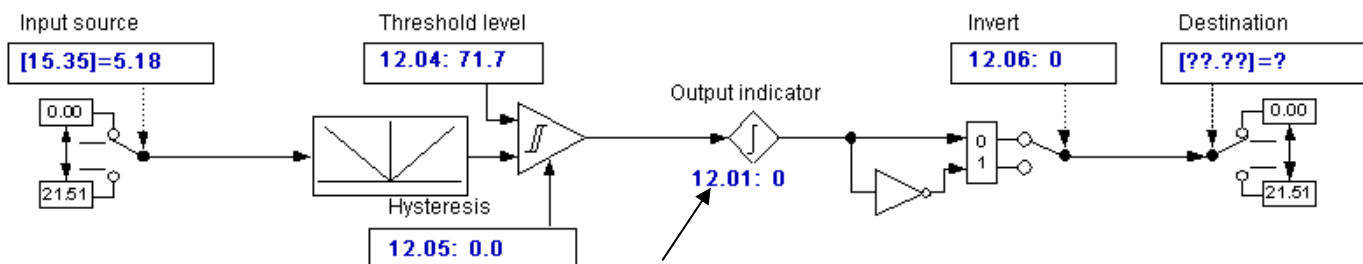 Input source
Threshold level
Invert
Destination
[15.35]=5.18
12.04: 71.7
12.06: 0
[??.??]=?
Output indicator
0.00
0.00
0
1
12.01: 0
21.51
21.51
Hysteresis
12.05: 0.0